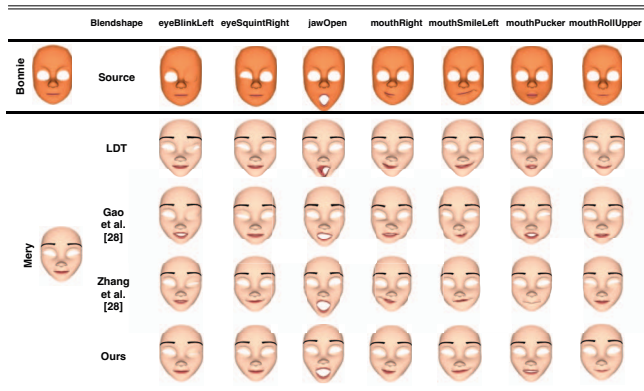 Blendshape eyeBlinkLeft eyeSquintRight jawOpen mouthRight mouthSmileLeft mouthPucker mouthRollUpper
Bonnie
Source
Mery
LDT
Gao
et al.
[28]
Zhang
et al.
[28]
Ours